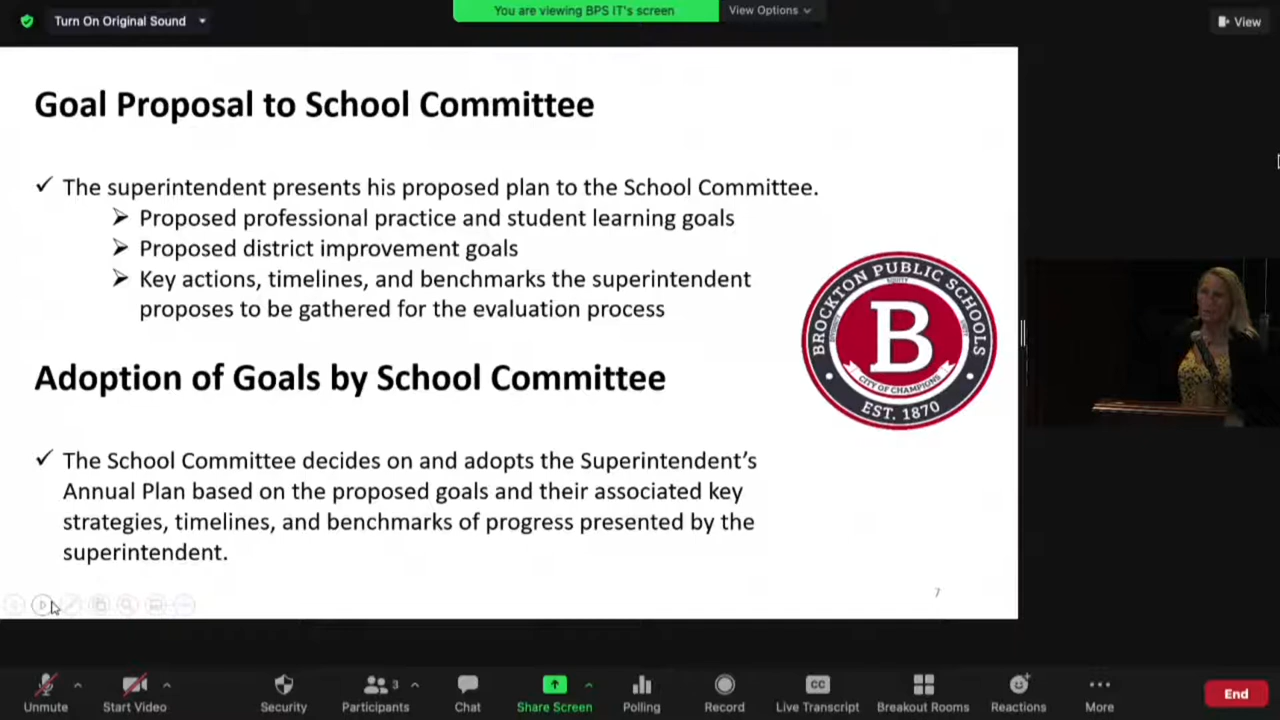 Turn On Original Sound
You are viewing BPS IT's screen
View Options
View
Goal Proposal to School Committee
✓ The superintendent presents his proposed plan to the School Committee.
➢ Proposed professional practice and student learning goals
➢ Proposed district improvement goals
➢ Key actions, timelines, and benchmarks the superintendent
proposes to be gathered for the evaluation process
BROCKTON PUBLIC SCHOOLS
B
CITY OF CHAMPIONS
EST. 1870
Adoption of Goals by School Committee
✓ The School Committee decides on and adopts the Superintendent's
Annual Plan based on the proposed goals and their associated key
strategies, timelines, and benchmarks of progress presented by the
superintendent.
7
Unmute
Start Video
Security
Participants
3
Chat
Share Screen
Polling
Record
CC
Live Transcript
Breakout Rooms
Reactions
More
End